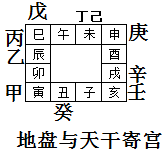 戊 丁己
丙 巳 午 未 申 庚
乙 辰 酉
卯 戌 辛
甲 寅 丑 子 亥 壬
癸
地盘与天干寄宫